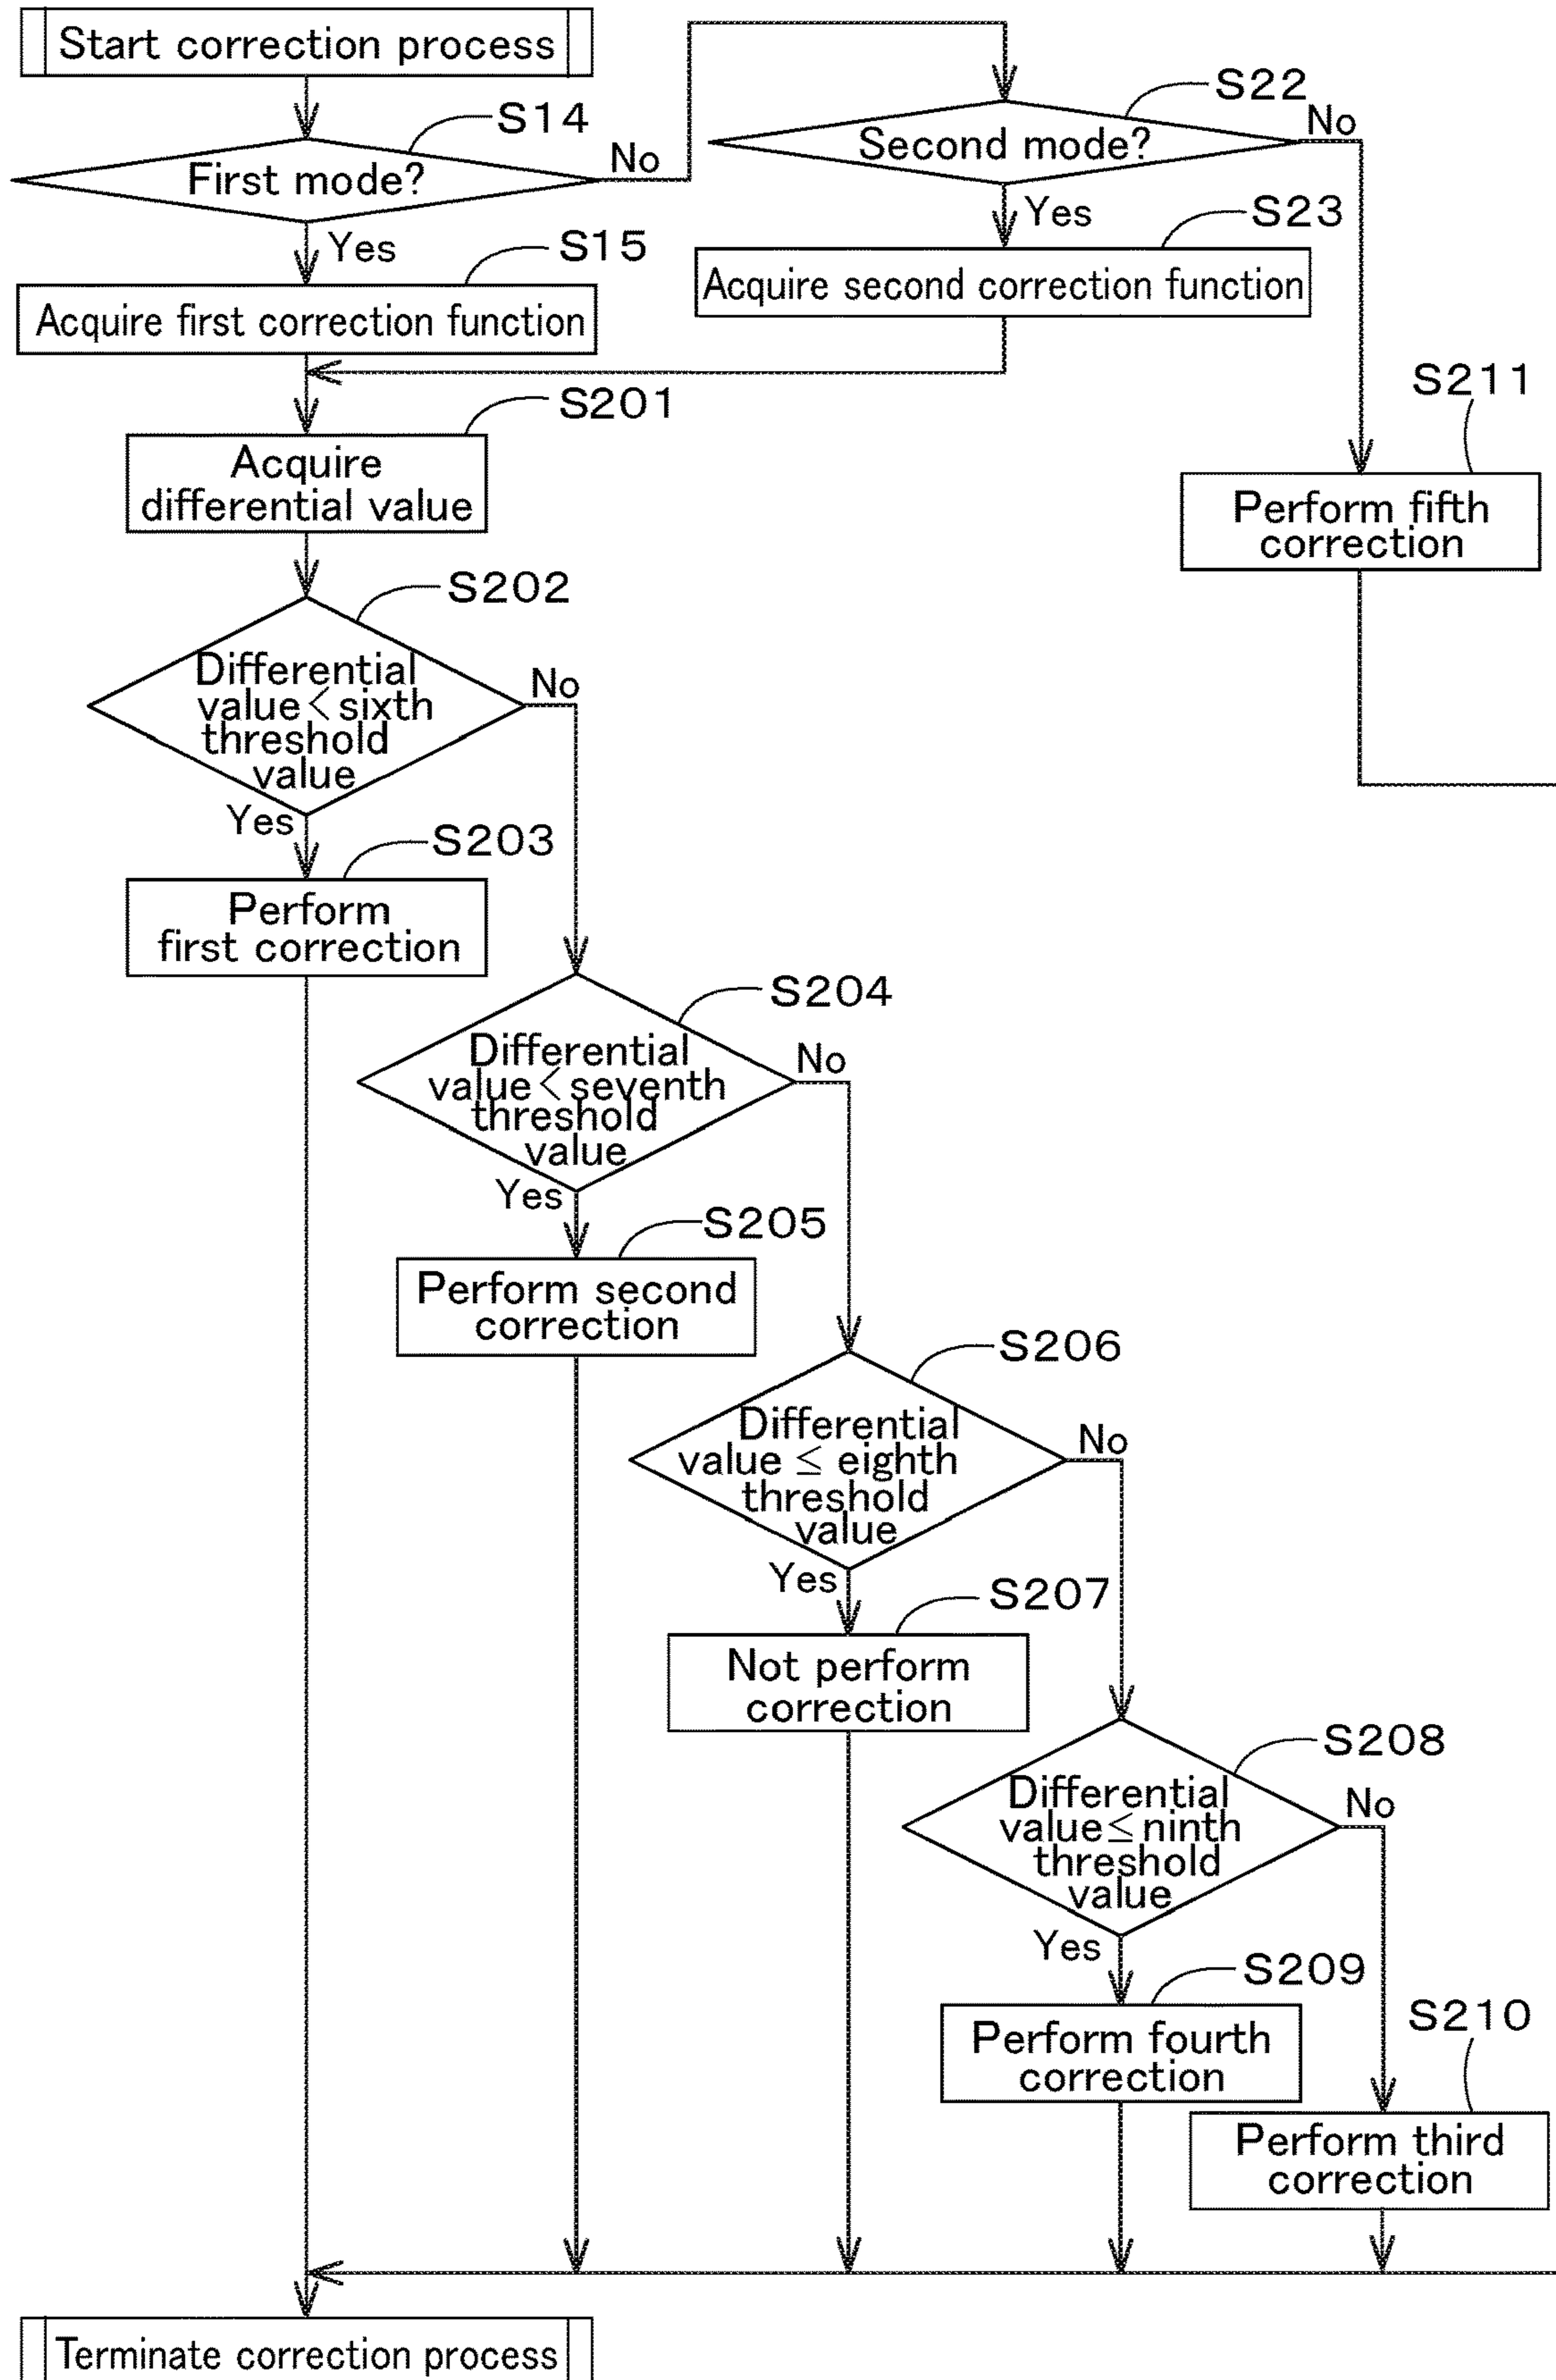 Start correction process
S14
First mode?
No
Yes
S22
Second mode?
No
Yes
S15
Acquire first correction function
S23
Acquire second correction function
S201
Acquire
differential value
S211
Perform fifth
correction
S202
Differential
value < sixth
threshold
value
No
Yes
S203
Perform
first correction
S204
Differential
value < seventh
threshold
value
No
Yes
S205
Perform second
correction
S206
Differential
value ≤ eighth
threshold
value
No
Yes
S207
Not perform
correction
S208
Differential
value ≤ ninth
threshold
value
No
Yes
S209
Perform fourth
correction
S210
Perform third
correction
Terminate correction process